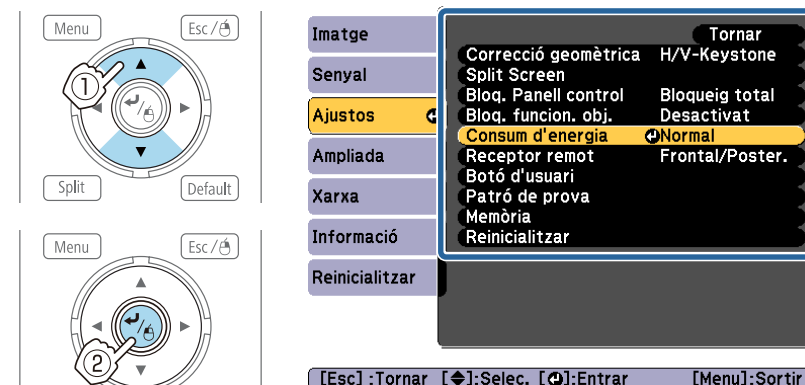 Menu Esc/
1
Split Default
Menu Esc/
2
Imatge
Senyal
Ajustos
Ampliada
Xarxa
Informació
Reinicialitzar
Tornar
Correcció geomètrica H/V-Keystone
Split Screen
Bloq. Panell control Bloqueig total
Bloq. funcion. obj. Desactivat
Consum d'energia Normal
Receptor remot Frontal/Poster.
Botó d'usuari
Patró de prova
Memòria
Reinicialitzar
[Esc] :Tornar [ ]:Selec. [ ]:Entrar [Menu]:Sortir